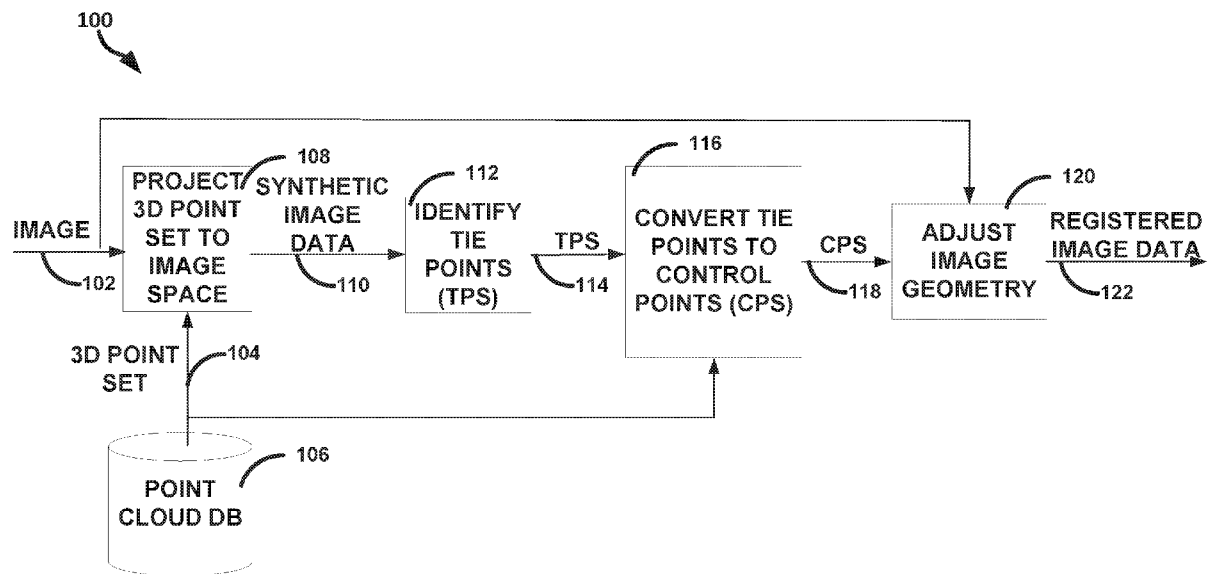 100
108
PROJECT
3D POINT
SET TO
IMAGE
SPACE
IMAGE
102
SYNTHETIC
IMAGE
DATA
110
112
IDENTIFY
TIE
POINTS
(TPS)
TPS
114
116
CONVERT TIE
POINTS TO
CONTROL
POINTS (CPS)
CPS
118
120
ADJUST
IMAGE
GEOMETRY
REGISTERED
IMAGE DATA
122
3D POINT
SET
104
106
POINT
CLOUD DB